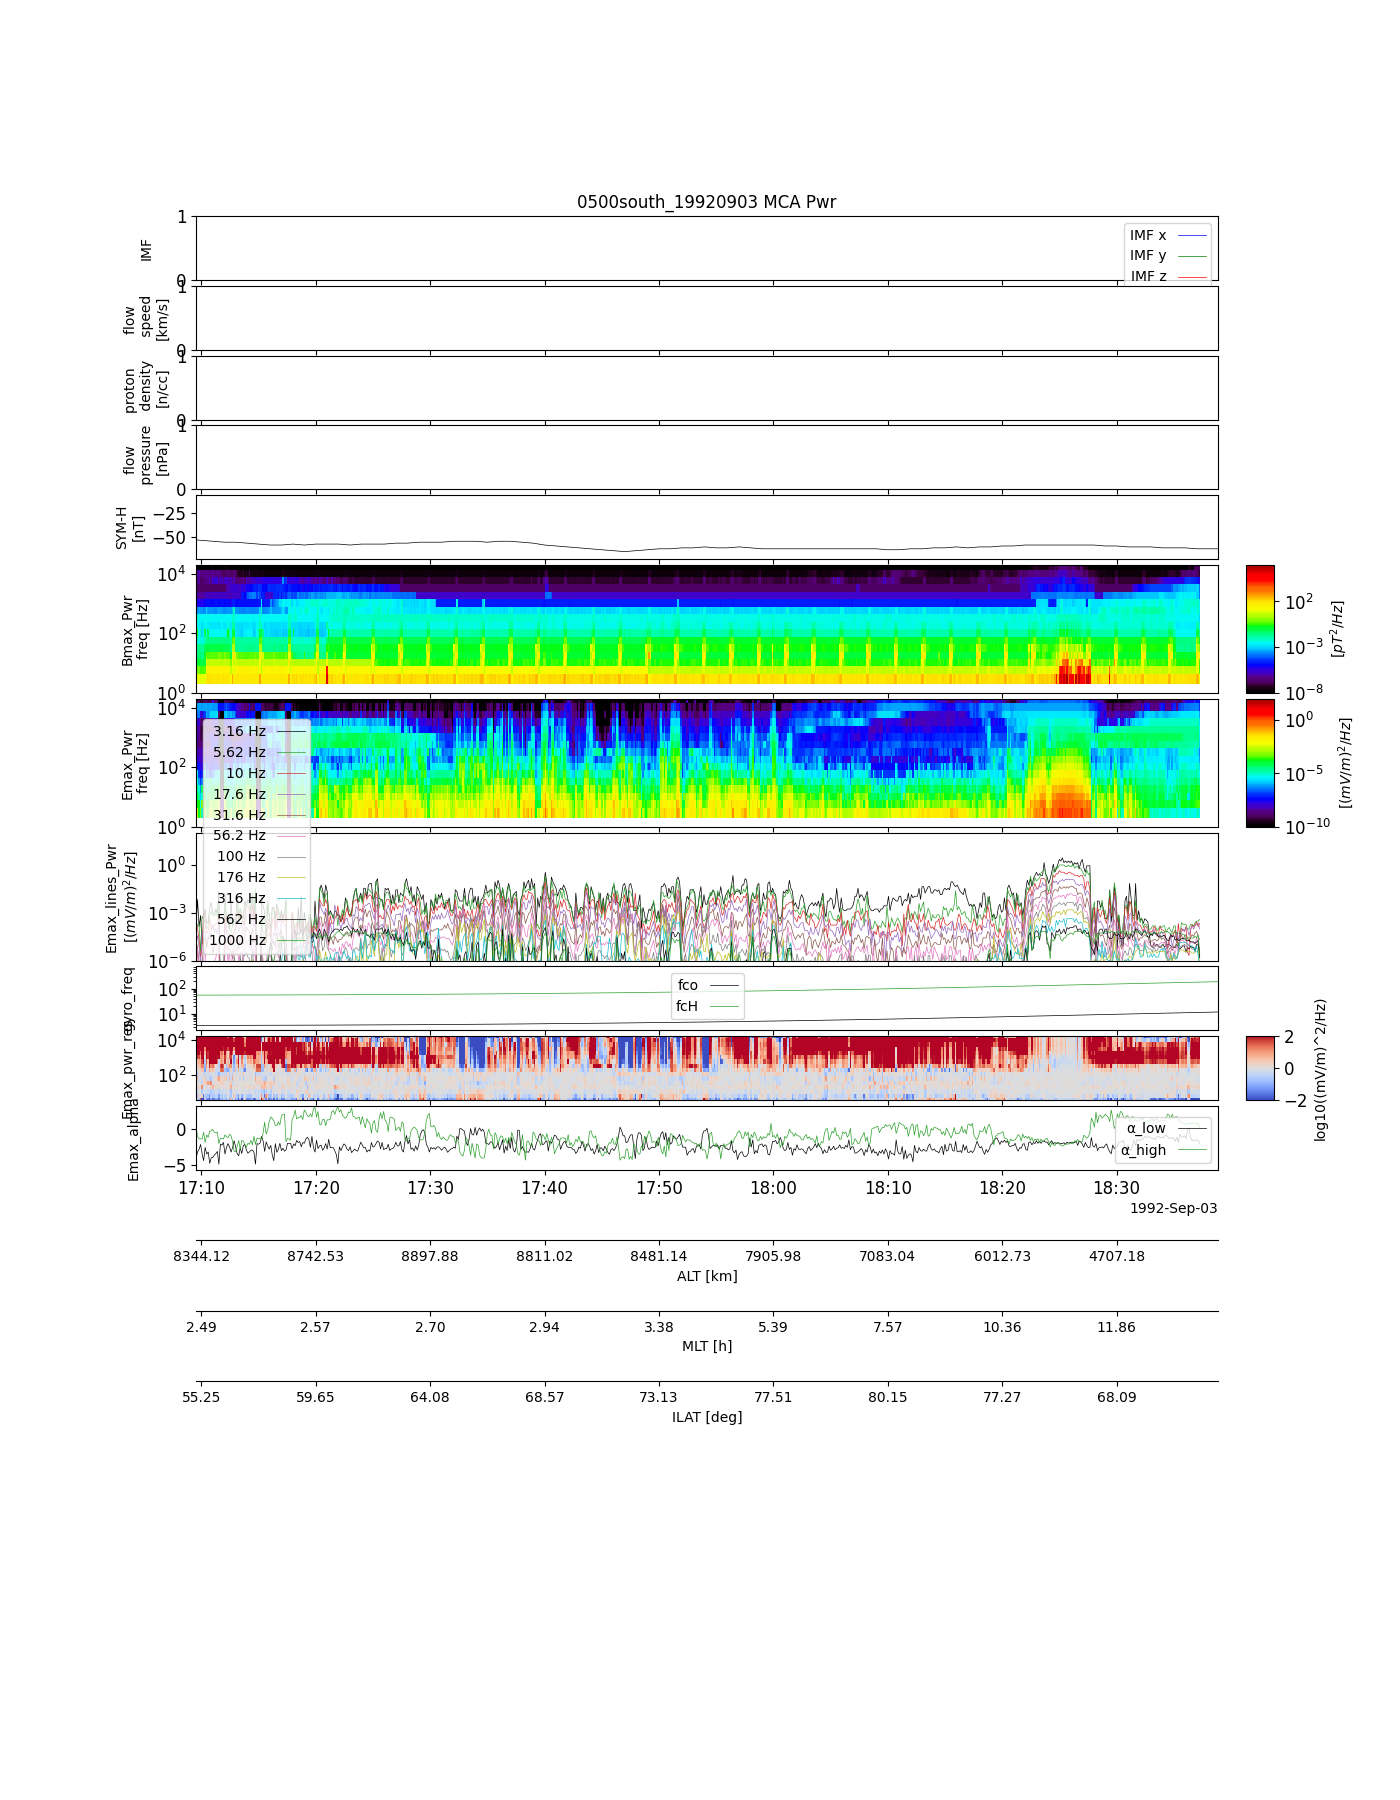 0500south_19920903 MCA Pwr
1
0
IMF
IMF x
IMF y
IMF z
1
0
flow
speed
[km/s]
1
0
proton
density
[n/cc]
1
0
flow
pressure
[nPa]
−25
−50
SYM-H
[nT]
10^4
10^2
10^0
Bmax_Pwr
freq [Hz]
10^2
10^−3
10^−8
[pT^2/Hz]
10^4
10^2
10^0
Emax_Pwr
freq [Hz]
10^0
10^−5
10^−10
[(mV/m)^2/Hz]
3.16 Hz
5.62 Hz
10 Hz
17.6 Hz
31.6 Hz
56.2 Hz
100 Hz
176 Hz
316 Hz
562 Hz
1000 Hz
10^0
10^−3
10^−6
Emax_lines_Pwr
[(mV/m)^2/Hz]
10^2
10^1
gyro_freq
fco
fcH
10^4
10^2
Emax_pwr_reg
2
0
−2
log10((mV/m)^2/Hz)
0
−5
Emax_alpha
α_low
α_high
17:10 17:20 17:30 17:40 17:50 18:00 18:10 18:20 18:30
1992-Sep-03
8344.12 8742.53 8897.88 8811.02 8481.14 7905.98 7083.04 6012.73 4707.18
ALT [km]
2.49 2.57 2.70 2.94 3.38 5.39 7.57 10.36 11.86
MLT [h]
55.25 59.65 64.08 68.57 73.13 77.51 80.15 77.27 68.09
ILAT [deg]